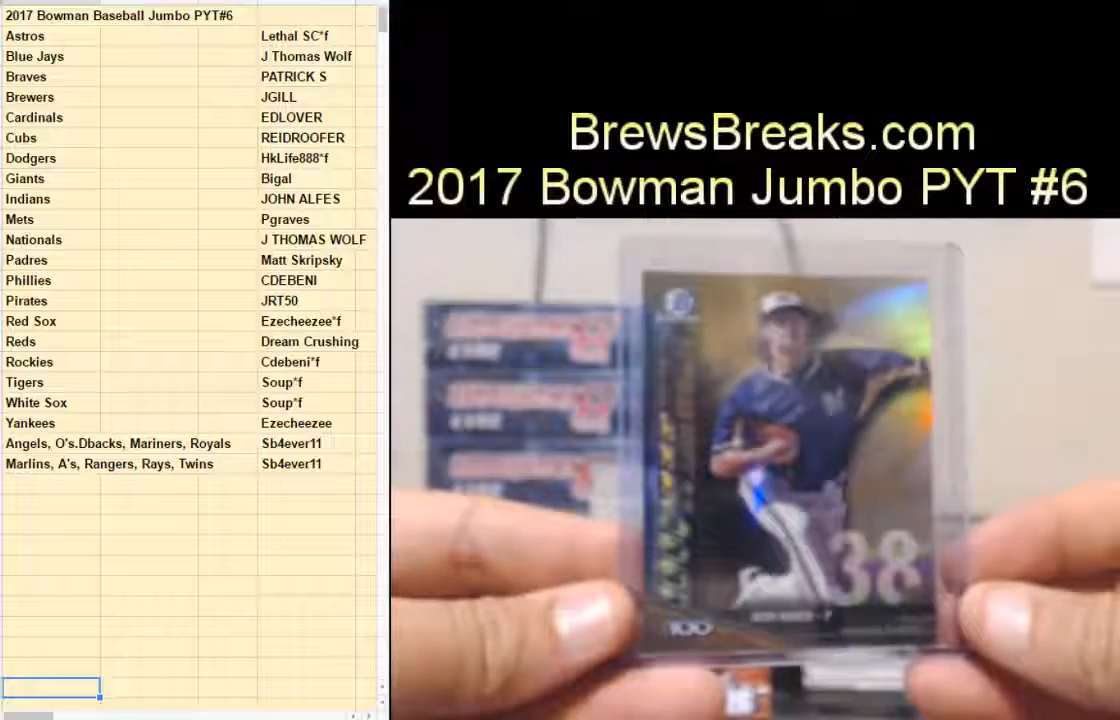 2017 Bowman Baseball Jumbo PYT#6
Astros Lethal SC*f
Blue Jays J Thomas Wolf
Braves PATRICK S
Brewers JGILL
Cardinals EDLOVER
Cubs REIDROOFER
Dodgers HkLife888*f
Giants Bigal
Indians JOHN ALFES
Mets Pgraves
Nationals J THOMAS WOLF
Padres Matt Skripsky
Phillies CDEBENI
Pirates JRT50
Red Sox Ezecheezee*f
Reds Dream Crushing
Rockies Cdebeni*f
Tigers Soup*f
White Sox Soup*f
Yankees Ezecheezee
Angels, O's.Dbacks, Mariners, Royals Sb4ever11
Marlins, A's, Rangers, Rays, Twins Sb4ever11
BrewsBreaks.com
2017 Bowman Jumbo PYT #6
38
100